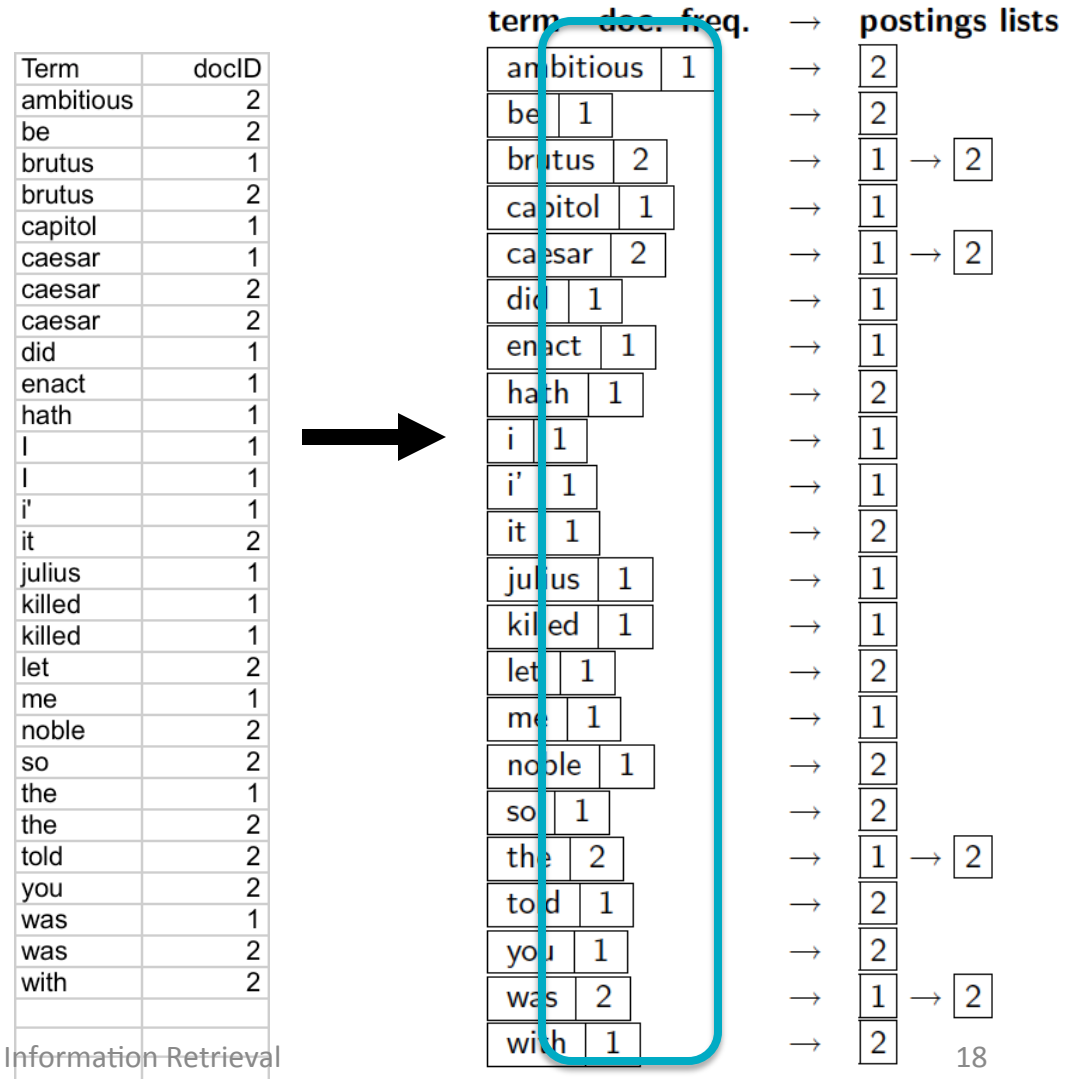 Term docID
ambitious 2
be 2
brutus 1
brutus 2
capitol 1
caesar 1
caesar 2
caesar 2
did 1
enact 1
hath 1
I 1
I 1
i' 1
it 2
julius 1
killed 1
killed 1
let 2
me 1
noble 2
so 2
the 1
the 2
told 2
you 2
was 1
was 2
with 2
term doc. freq. → postings lists
ambitious 1 → 2
be 1 → 2
brutus 2 → 1 → 2
capitol 1 → 1
caesar 2 → 1 → 2
did 1 → 1
enact 1 → 1
hath 1 → 2
i 1 → 1
i’ 1 → 1
it 1 → 2
julius 1 → 1
killed 1 → 1
let 1 → 2
me 1 → 1
noble 1 → 2
so 1 → 2
the 2 → 1 → 2
told 1 → 2
you 1 → 2
was 2 → 1 → 2
with 1 → 2
Information Retrieval 18